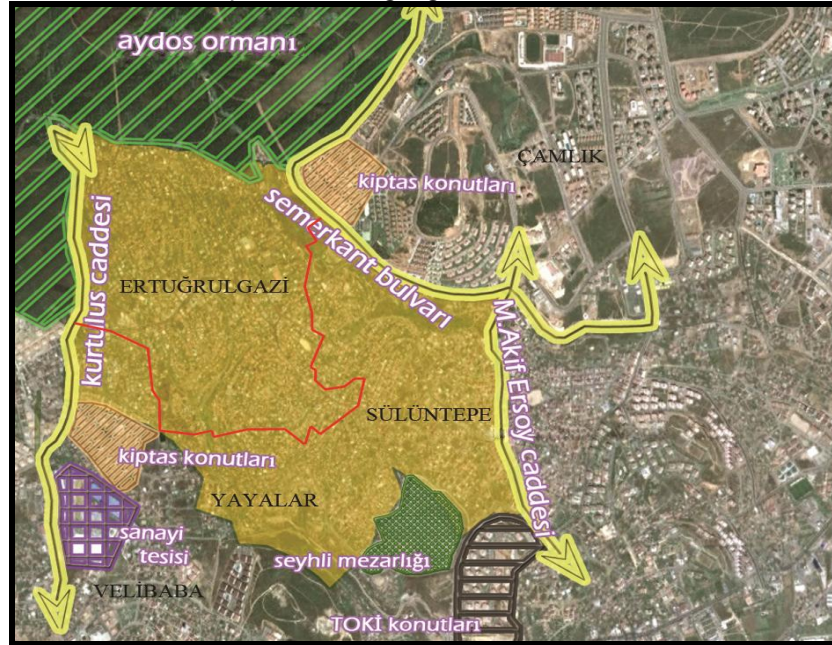 aydos ormanı
ÇAMLIK
kiptas konutları
semerkant bulvarı
kurtulus caddesi
ERTUĞRULGAZİ
M.Akif Ersoy caddesi
SÜLÜNTEPE
kiptas konutları
YAYALAR
sanayi
tesisi
seyhli mezarlığı
VELİBABA
TOKİ konutları